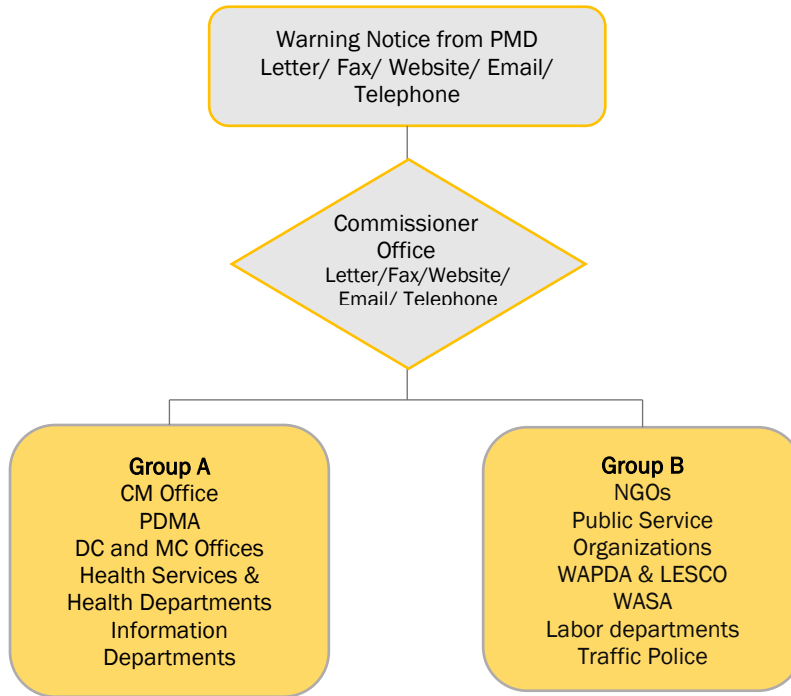 Warning Notice from PMD
Letter/ Fax/ Website/ Email/
Telephone
Commissioner
Office
Letter/Fax/Website/
Email/ Telephone
Group A
CM Office
PDMA
DC and MC Offices
Health Services &
Health Departments
Information
Departments
Group B
NGOs
Public Service
Organizations
WAPDA & LESCO
WASA
Labor departments
Traffic Police